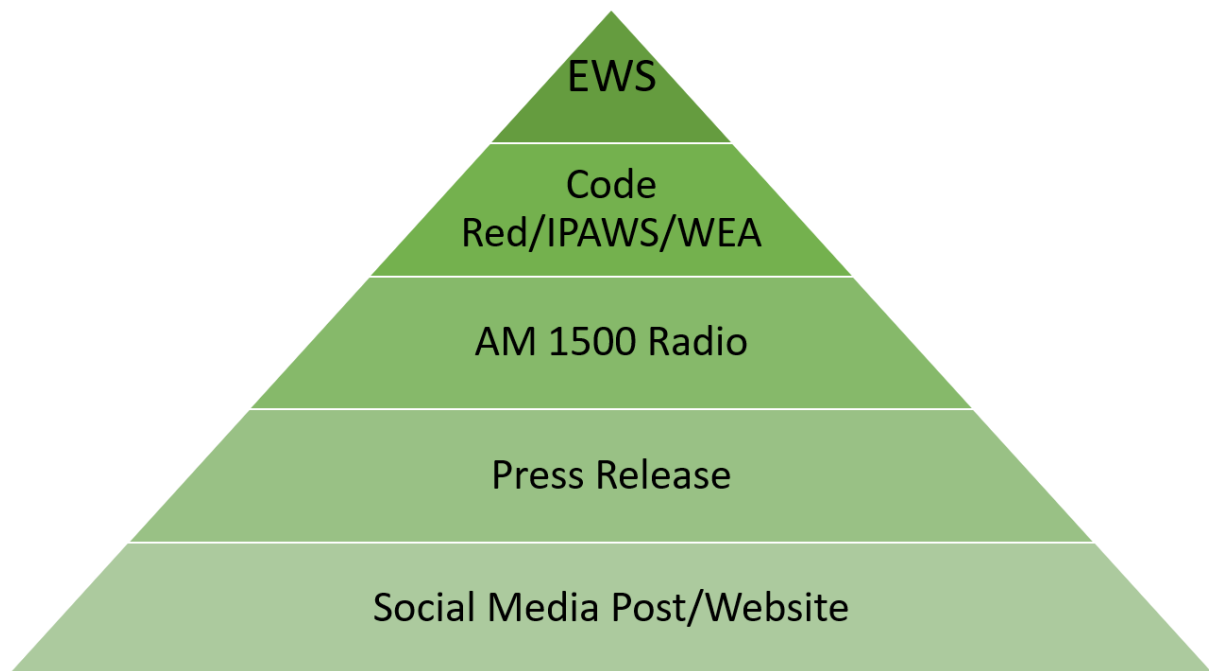 EWS
Code
Red/IPAWS/WEA
AM 1500 Radio
Press Release
Social Media Post/Website